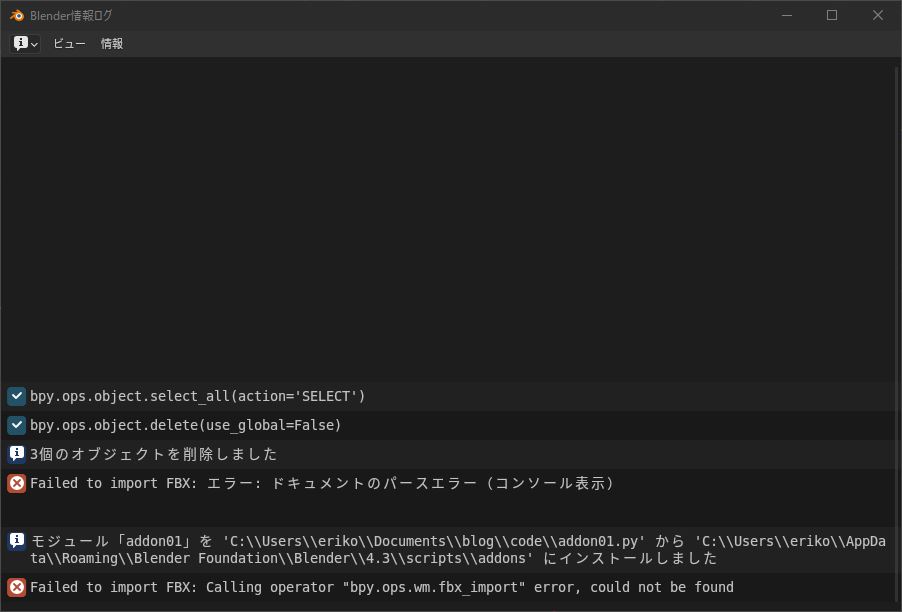 Blender情報ログ
ビュー 情報
bpy.ops.object.select_all(action='SELECT')
bpy.ops.object.delete(use_global=False)
3個のオブジェクトを削除しました
Failed to import FBX: エラー: ドキュメントのパースエラー（コンソール表示）
モジュール「addon01」を 'C:\\Users\\eriko\\Documents\\blog\\code\\addon01.py' から 'C:\\Users\\eriko\\AppDa
ta\\Roaming\\Blender Foundation\\Blender\\4.3\\scripts\\addons' にインストールしました
Failed to import FBX: Calling operator "bpy.ops.wm.fbx_import" error, could not be found